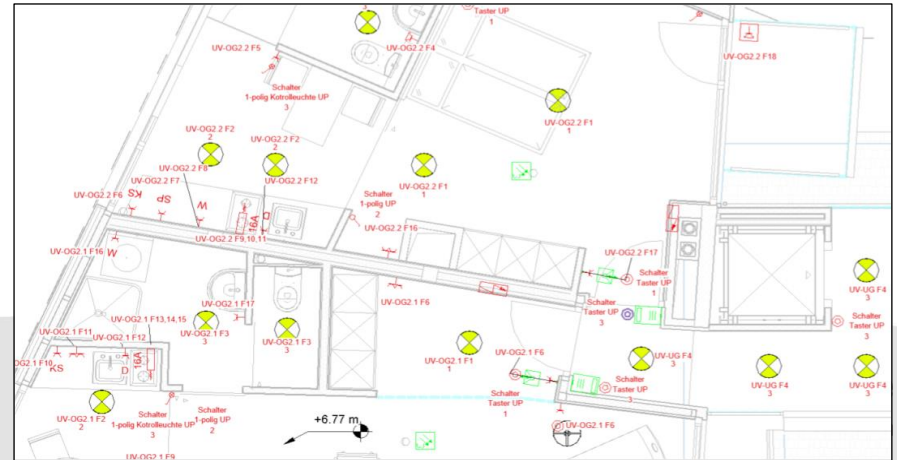 3
Schalter
Taster UP
1
UV-OG2.2 F5
UV-OG2.2 F4
UV-OG2.2 F18
Schalter
1-polig Kotrolleuchte UP
3
UV-OG2.2 F1
1
UV-OG2.2 F2
2
UV-OG2.2 F2
2
UV-OG2.2 F8
UV-OG2.2 F7
UV-OG2.2 F12
UV-OG2.2 F1
1
UV-OG2.2 F6
KS
SP
W
16A
D
Schalter
1-polig UP
2
UV-OG2.2 F16
UV-OG2.2 F9,10,11
UV-OG2.1 F16
W
UV-OG2.2 F17
Schalter
Taster UP
1
UV-UG F4
3
UV-OG2.1 F6
UV-OG2.1 F17
Schalter
Taster UP
3
Schalter
Taster UP
3
UV-OG2.1 F13,14,15
UV-OG2.1 F11
UV-OG2.1 F12
UV-OG2.1 F3
3
UV-OG2.1 F3
3
UV-OG2.1 F1
1
UV-OG2.1 F6
UV-UG F4
3
UV-UG F4
3
UV-UG F4
3
OG2.1 F10
KS
D
16A
Schalter
Taster UP
3
Schalter
Taster UP
1
UV-OG2.1 F2
2
Schalter
1-polig Kotrolleuchte UP
3
Schalter
1-polig UP
2
+6.77 m
UV-OG2.1 F6
UV-OG2.1 F9